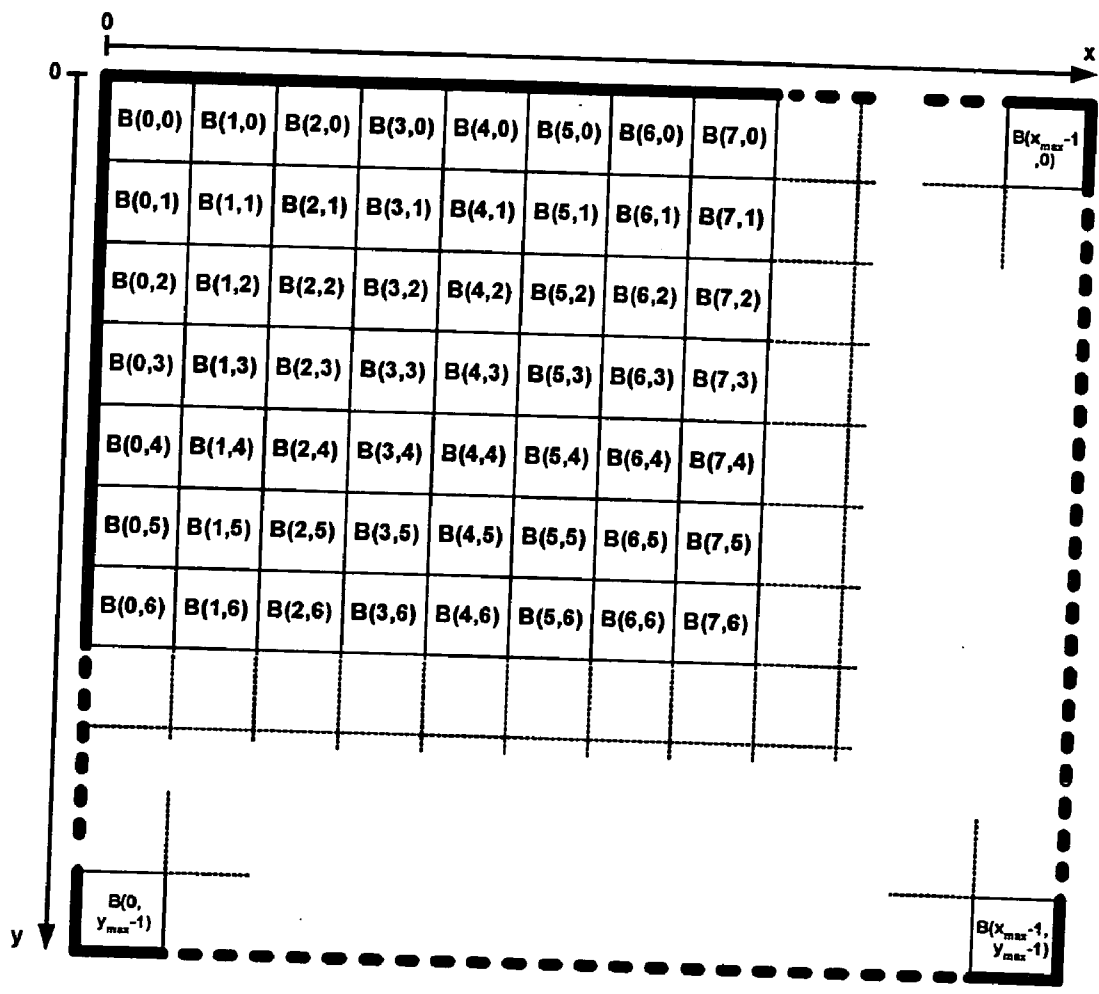 0
x
0
B(0,0) B(1,0) B(2,0) B(3,0) B(4,0) B(5,0) B(6,0) B(7,0)
B(x_max-1
,0)
B(0,1) B(1,1) B(2,1) B(3,1) B(4,1) B(5,1) B(6,1) B(7,1)
B(0,2) B(1,2) B(2,2) B(3,2) B(4,2) B(5,2) B(6,2) B(7,2)
B(0,3) B(1,3) B(2,3) B(3,3) B(4,3) B(5,3) B(6,3) B(7,3)
B(0,4) B(1,4) B(2,4) B(3,4) B(4,4) B(5,4) B(6,4) B(7,4)
B(0,5) B(1,5) B(2,5) B(3,5) B(4,5) B(5,5) B(6,5) B(7,5)
B(0,6) B(1,6) B(2,6) B(3,6) B(4,6) B(5,6) B(6,6) B(7,6)
B(0,
y_max-1)
y
B(x_max-1,
y_max-1)